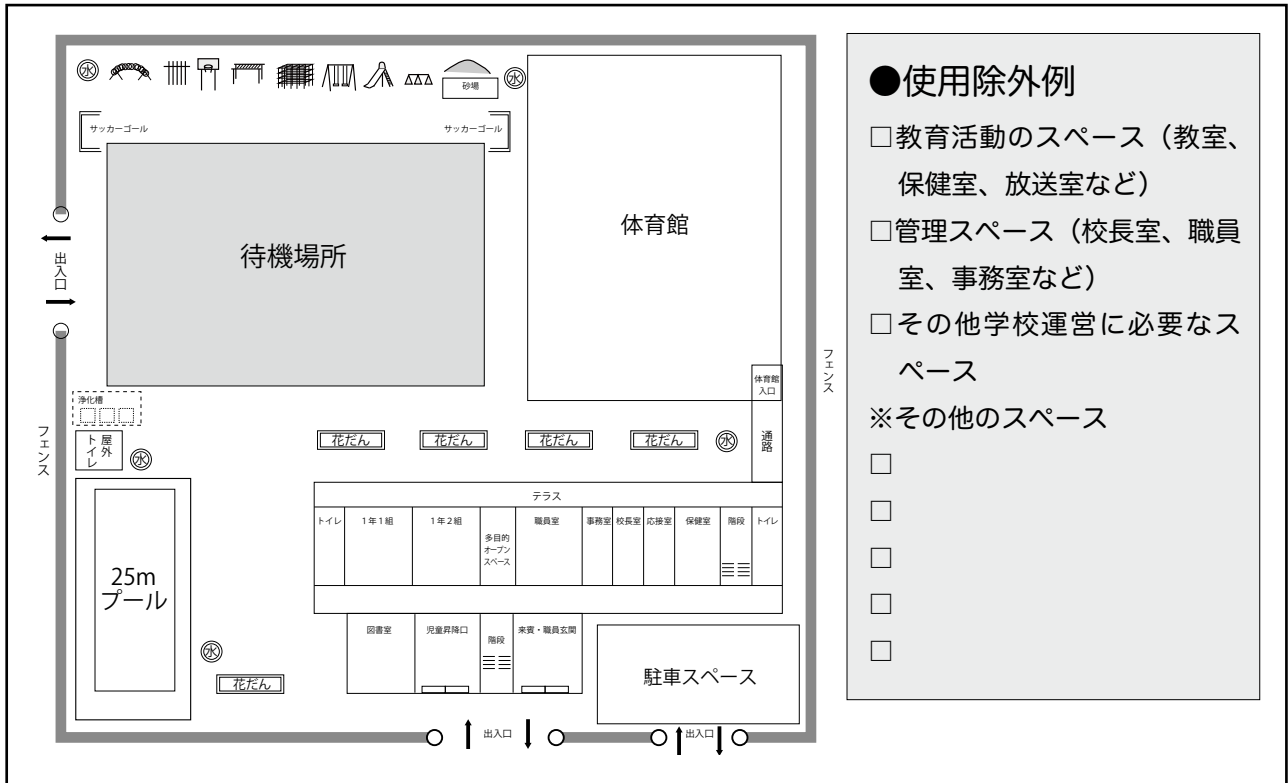 水
水
砂場
サッカーゴール
サッカーゴール
待機場所
体育館
出入口
フェンス
体育館
入口
通路
浄化槽
屋外
トイレ
水
花だん
花だん
花だん
花だん
水
フェンス
テラス
トイレ
1年1組
1年2組
多目的
オープン
スペース
職員室
事務室
校長室
応接室
保健室
階段
トイレ
25m
プール
図書室
児童昇降口
階段
来賓・職員玄関
水
花だん
駐車スペース
出入口
出入口
●使用除外例
□教育活動のスペース（教室、
保健室、放送室など）
□管理スペース（校長室、職員
室、事務室など）
□その他学校運営に必要なス
ペース
※その他のスペース
□
□
□
□
□